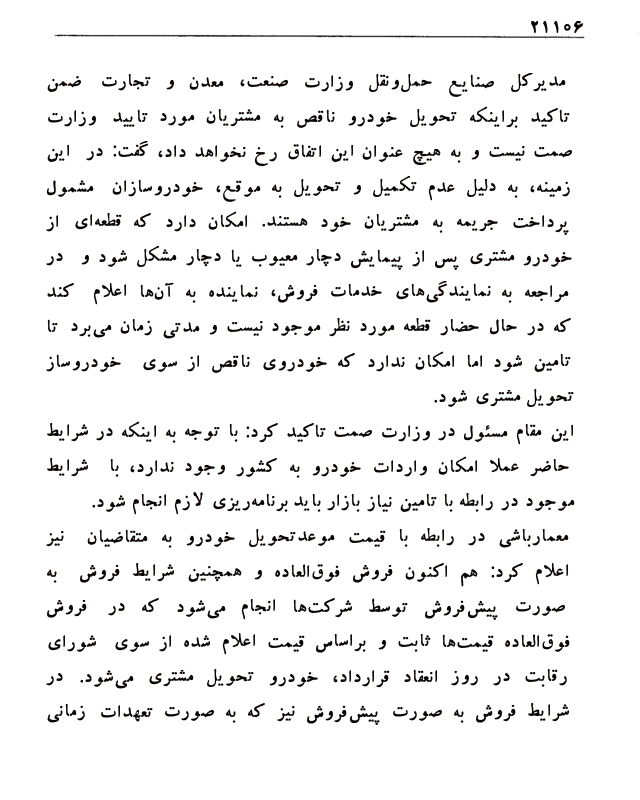 ۲۱۱۰۶
مدیرکل صنایع حمل‌ونقل وزارت صنعت، معدن و تجارت ضمن
تاکید براینکه تحویل خودرو ناقص به مشتریان مورد تایید وزارت
صمت نیست و به هیچ عنوان این اتفاق رخ نخواهد داد، گفت: در این
زمینه، به دلیل عدم تکمیل و تحویل به موقع، خودروسازان مشمول
پرداخت جریمه به مشتریان خود هستند. امکان دارد که قطعه‌ای از
خودرو مشتری پس از پیمایش دچار معیوب یا دچار مشکل شود و در
مراجعه به نمایندگی‌های خدمات فروش، نماینده به آن‌ها اعلام کند
که در حال حضار قطعه مورد نظر موجود نیست و مدتی زمان می‌برد تا
تامین شود اما امکان ندارد که خودروی ناقص از سوی خودروساز
تحویل مشتری شود.
این مقام مسئول در وزارت صمت تاکید کرد: با توجه به اینکه در شرایط
حاضر عملا امکان واردات خودرو به کشور وجود ندارد، با شرایط
موجود در رابطه با تامین نیاز بازار باید برنامه‌ریزی لازم انجام شود.
معمارباشی در رابطه با قیمت موعدتحویل خودرو به متقاضیان نیز
اعلام کرد: هم اکنون فروش فوق‌العاده و همچنین شرایط فروش به
صورت پیش‌فروش توسط شرکت‌ها انجام می‌شود که در فروش
فوق‌العاده قیمت‌ها ثابت و براساس قیمت اعلام شده از سوی شورای
رقابت در روز انعقاد قرارداد، خودرو تحویل مشتری می‌شود. در
شرایط فروش به صورت پیش‌فروش نیز که به صورت تعهدات زمانی